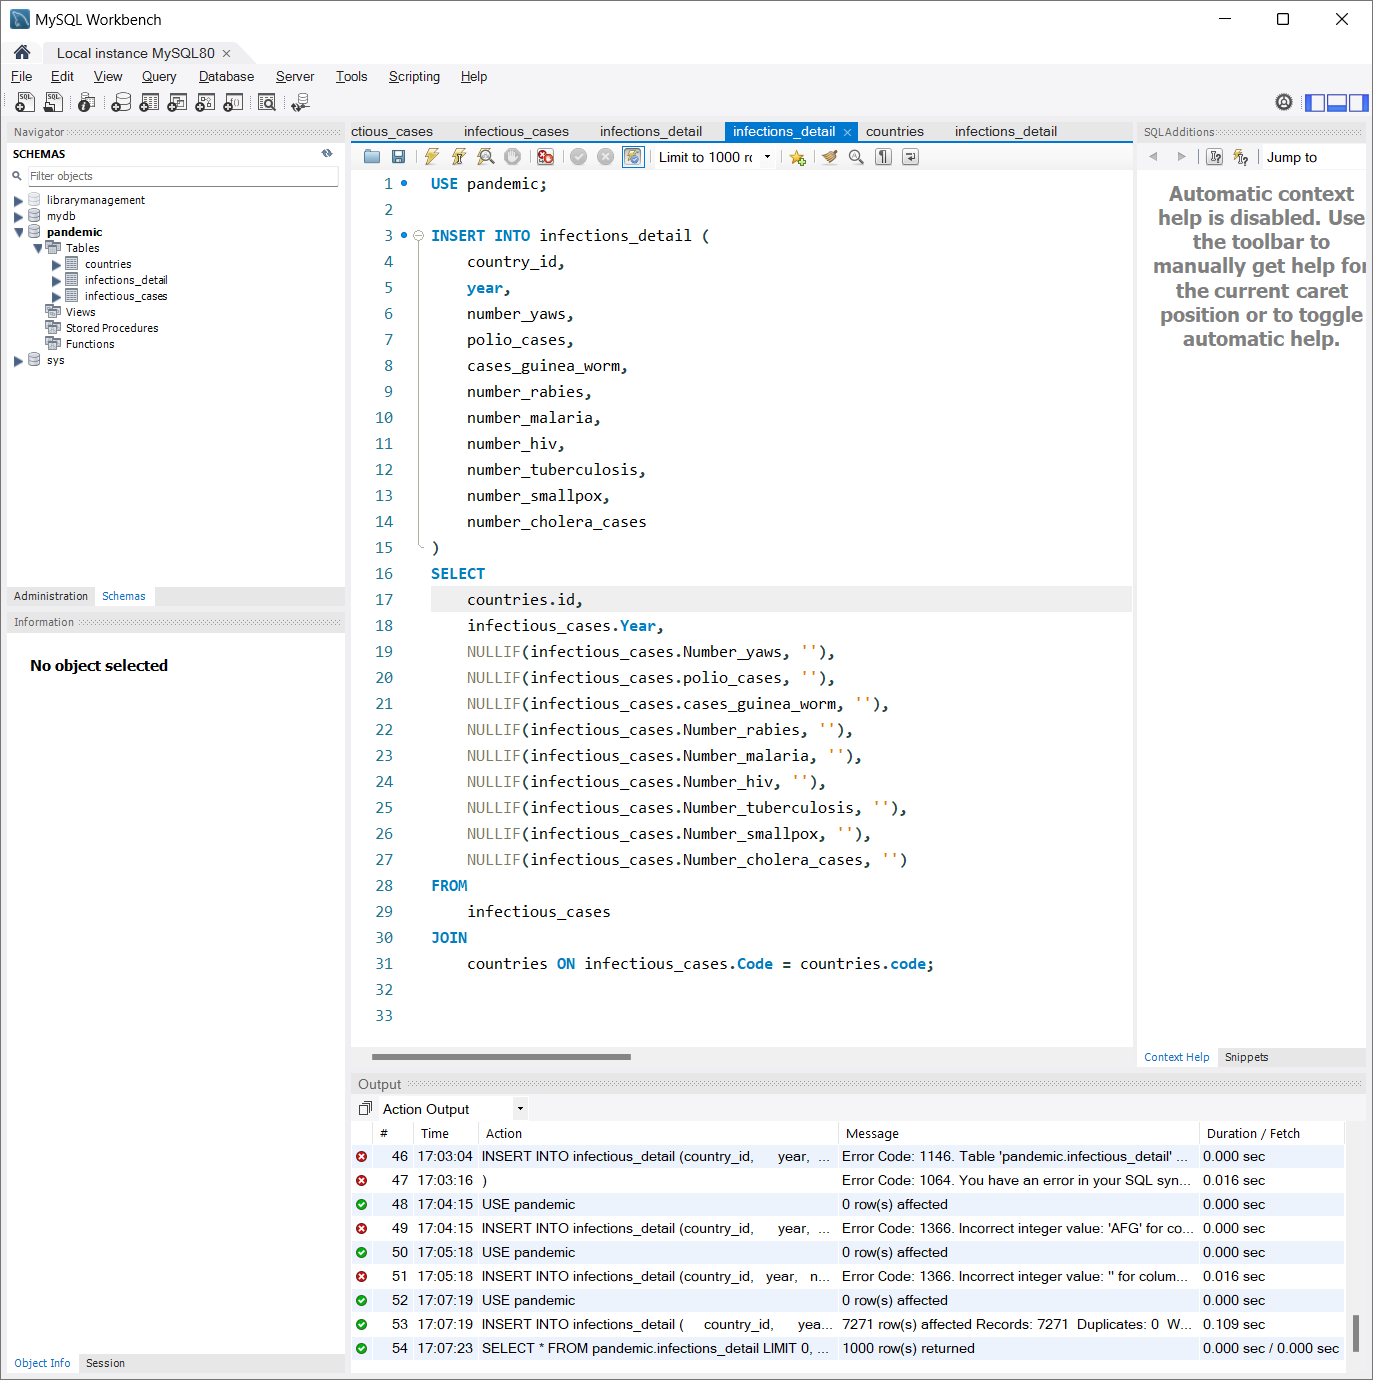 MySQL Workbench
Local instance MySQL80
File Edit View Query Database Server Tools Scripting Help
Navigator
SCHEMAS
Filter objects
librarymanagement
mydb
pandemic
Tables
countries
infections_detail
infectious_cases
Views
Stored Procedures
Functions
sys
Administration Schemas
Information
No object selected
Object Info Session
ctious_cases infectious_cases infections_detail infections_detail countries infections_detail
Limit to 1000 rc
1 USE pandemic;
2
3 INSERT INTO infections_detail (
4 country_id,
5 year,
6 number_yaws,
7 polio_cases,
8 cases_guinea_worm,
9 number_rabies,
10 number_malaria,
11 number_hiv,
12 number_tuberculosis,
13 number_smallpox,
14 number_cholera_cases
15 )
16 SELECT
17 countries.id,
18 infectious_cases.Year,
19 NULLIF(infectious_cases.Number_yaws, ''),
20 NULLIF(infectious_cases.polio_cases, ''),
21 NULLIF(infectious_cases.cases_guinea_worm, ''),
22 NULLIF(infectious_cases.Number_rabies, ''),
23 NULLIF(infectious_cases.Number_malaria, ''),
24 NULLIF(infectious_cases.Number_hiv, ''),
25 NULLIF(infectious_cases.Number_tuberculosis, ''),
26 NULLIF(infectious_cases.Number_smallpox, ''),
27 NULLIF(infectious_cases.Number_cholera_cases, '')
28 FROM
29 infectious_cases
30 JOIN
31 countries ON infectious_cases.Code = countries.code;
32
33
SQLAdditions
Jump to
Automatic context
help is disabled. Use
the toolbar to
manually get help for
the current caret
position or to toggle
automatic help.
Context Help Snippets
Output
Action Output
# Time Action Message Duration / Fetch
46 17:03:04 INSERT INTO infectious_detail (country_id, year, ... Error Code: 1146. Table 'pandemic.infectious_detail' ... 0.000 sec
47 17:03:16 ) Error Code: 1064. You have an error in your SQL syn... 0.016 sec
48 17:04:15 USE pandemic 0 row(s) affected 0.000 sec
49 17:04:15 INSERT INTO infections_detail (country_id, year, ... Error Code: 1366. Incorrect integer value: 'AFG' for co... 0.000 sec
50 17:05:18 USE pandemic 0 row(s) affected 0.000 sec
51 17:05:18 INSERT INTO infections_detail (country_id, year, n... Error Code: 1366. Incorrect integer value: '' for colum... 0.016 sec
52 17:07:19 USE pandemic 0 row(s) affected 0.000 sec
53 17:07:19 INSERT INTO infections_detail ( country_id, yea... 7271 row(s) affected Records: 7271 Duplicates: 0 W... 0.109 sec
54 17:07:23 SELECT * FROM pandemic.infections_detail LIMIT 0, ... 1000 row(s) returned 0.000 sec / 0.000 sec